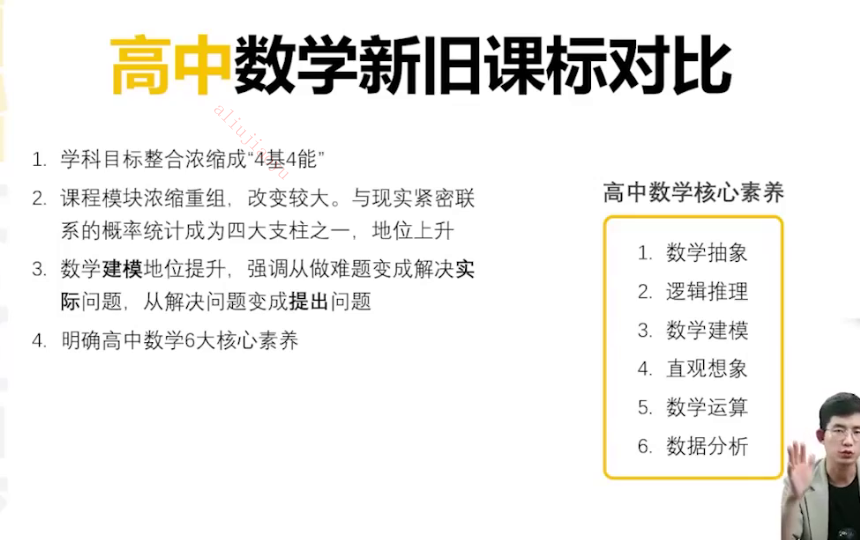 高中数学新旧课标对比
1. 学科目标整合浓缩成“4基4能”
2. 课程模块浓缩重组，改变较大。与现实紧密联
系的概率统计成为四大支柱之一，地位上升
3. 数学建模地位提升，强调从做难题变成解决实
际问题，从解决问题变成提出问题
4. 明确高中数学6大核心素养
高中数学核心素养
1. 数学抽象
2. 逻辑推理
3. 数学建模
4. 直观想象
5. 数学运算
6. 数据分析